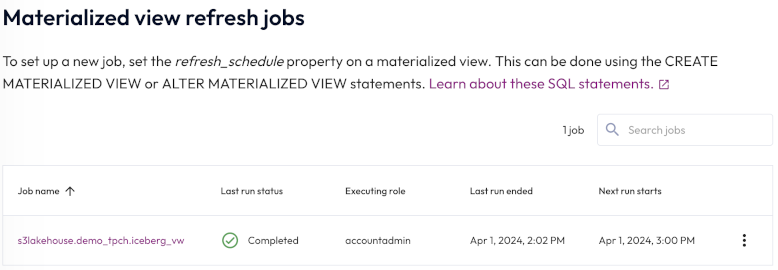 Materialized view refresh jobs
To set up a new job, set the refresh_schedule property on a materialized view. This can be done using the CREATE
MATERIALIZED VIEW or ALTER MATERIALIZED VIEW statements. Learn about these SQL statements.
1 job
Search jobs
Job name Last run status Executing role Last run ended Next run starts
s3lakehouse.demo_tpch.iceberg_vw Completed accountadmin Apr 1, 2024, 2:02 PM Apr 1, 2024, 3:00 PM